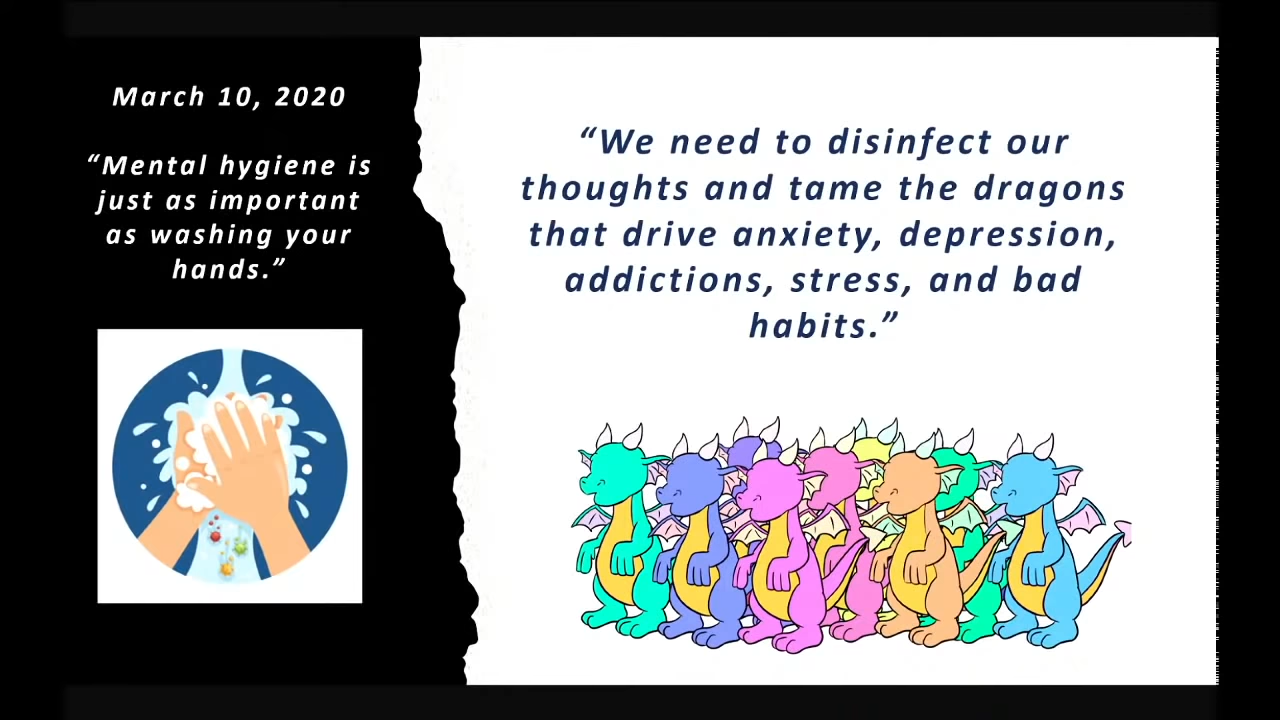 March 10, 2020
“Mental hygiene is
just as important
as washing your
hands.”
“We need to disinfect our
thoughts and tame the dragons
that drive anxiety, depression,
addictions, stress, and bad
habits.”